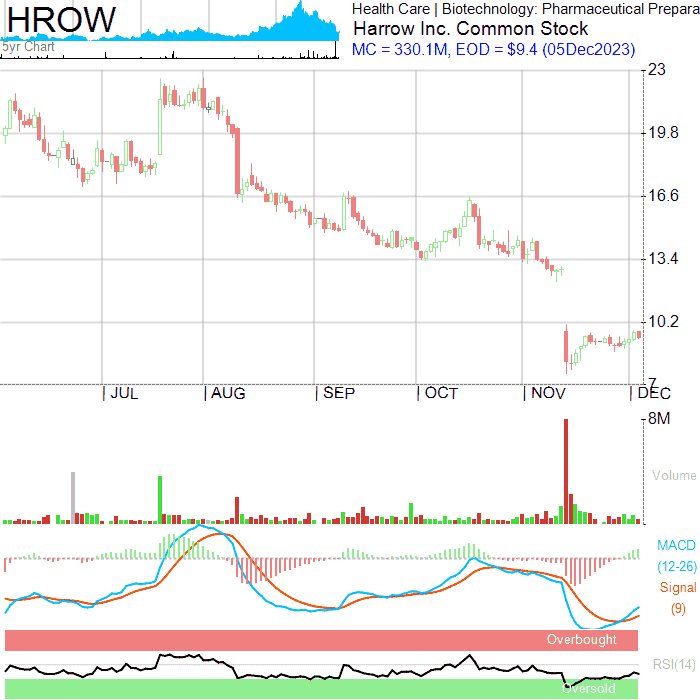 HROW
5yr Chart
Health Care | Biotechnology: Pharmaceutical Prepara
Harrow Inc. Common Stock
MC = 330.1M, EOD = $9.4 (05Dec2023)
23
19.8
16.6
13.4
10.2
7
JUL AUG SEP OCT NOV DEC
8M
Volume
MACD
(12-26)
Signal
(9)
Overbought
RSI(14)
Oversold